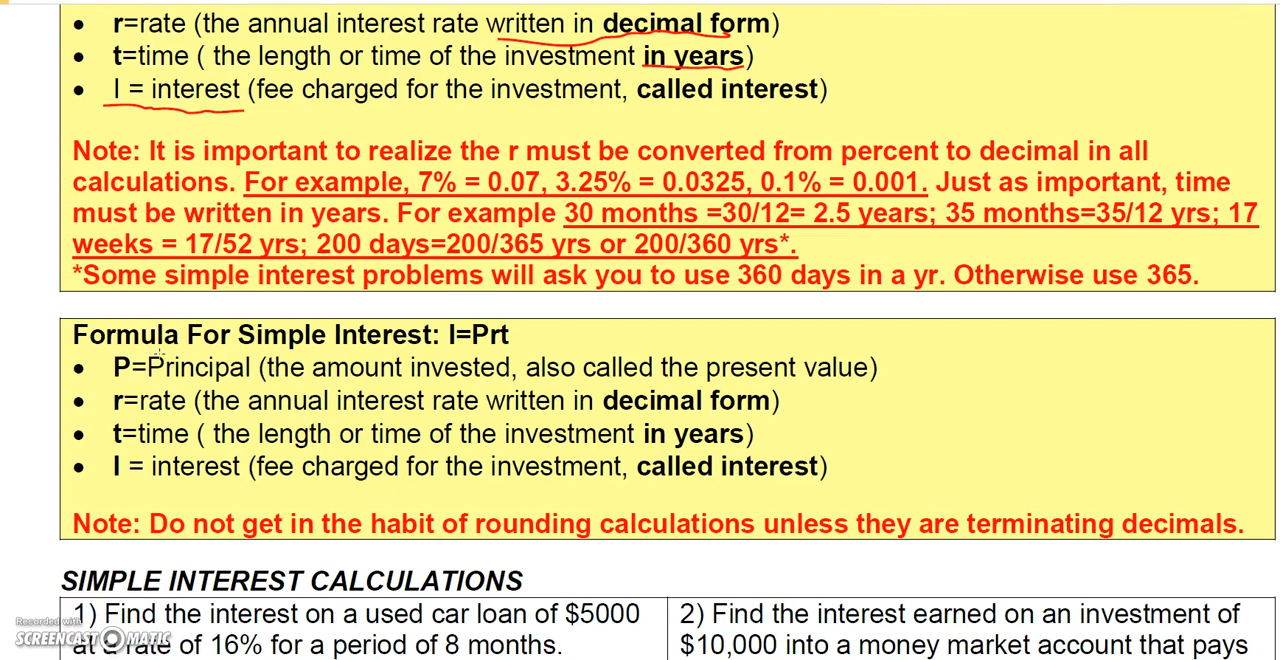 • r=rate (the annual interest rate written in decimal form)
• t=time ( the length or time of the investment in years)
• I = interest (fee charged for the investment, called interest)
Note: It is important to realize the r must be converted from percent to decimal in all
calculations. For example, 7% = 0.07, 3.25% = 0.0325, 0.1% = 0.001. Just as important, time
must be written in years. For example 30 months =30/12= 2.5 years; 35 months=35/12 yrs; 17
weeks = 17/52 yrs; 200 days=200/365 yrs or 200/360 yrs*.
*Some simple interest problems will ask you to use 360 days in a yr. Otherwise use 365.
Formula For Simple Interest: I=Prt
• P=Principal (the amount invested, also called the present value)
• r=rate (the annual interest rate written in decimal form)
• t=time ( the length or time of the investment in years)
• I = interest (fee charged for the investment, called interest)
Note: Do not get in the habit of rounding calculations unless they are terminating decimals.
SIMPLE INTEREST CALCULATIONS
1) Find the interest on a used car loan of $5000
at a rate of 16% for a period of 8 months.
2) Find the interest earned on an investment of
$10,000 into a money market account that pays
Recorded with
SCREENCAST MATIC